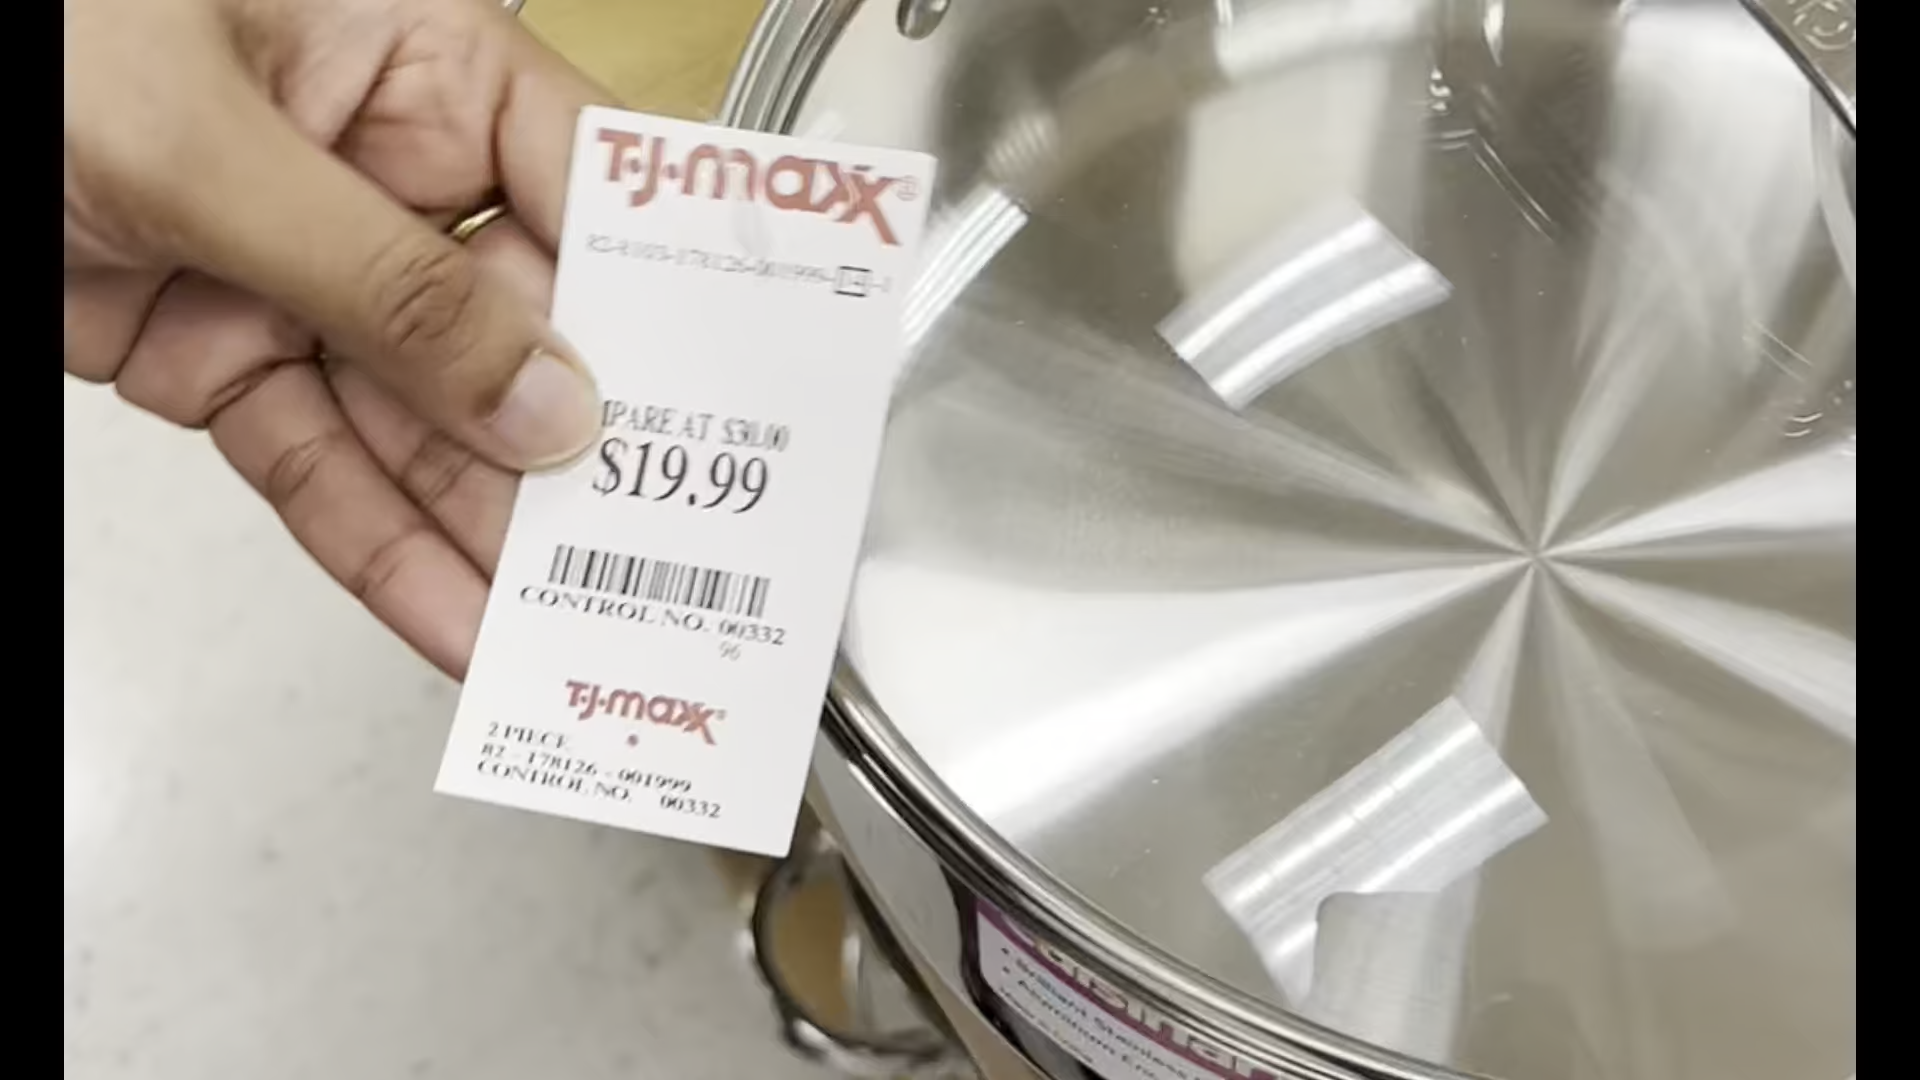 T·J·maxx®
IPARE AT $30.00
$19.99
CONTROL NO. 00332
96
T·J·maxx®
2 PIECE
82 - 178126 - 001999
CONTROL NO. 00332